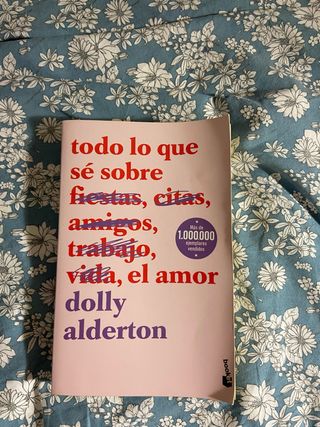 todo lo que
sé sobre
fiestas, citas,
amigos,
trabajo,
vida, el amor
Más de
1.000.000
ejemplares
vendidos
dolly
alderton
booket